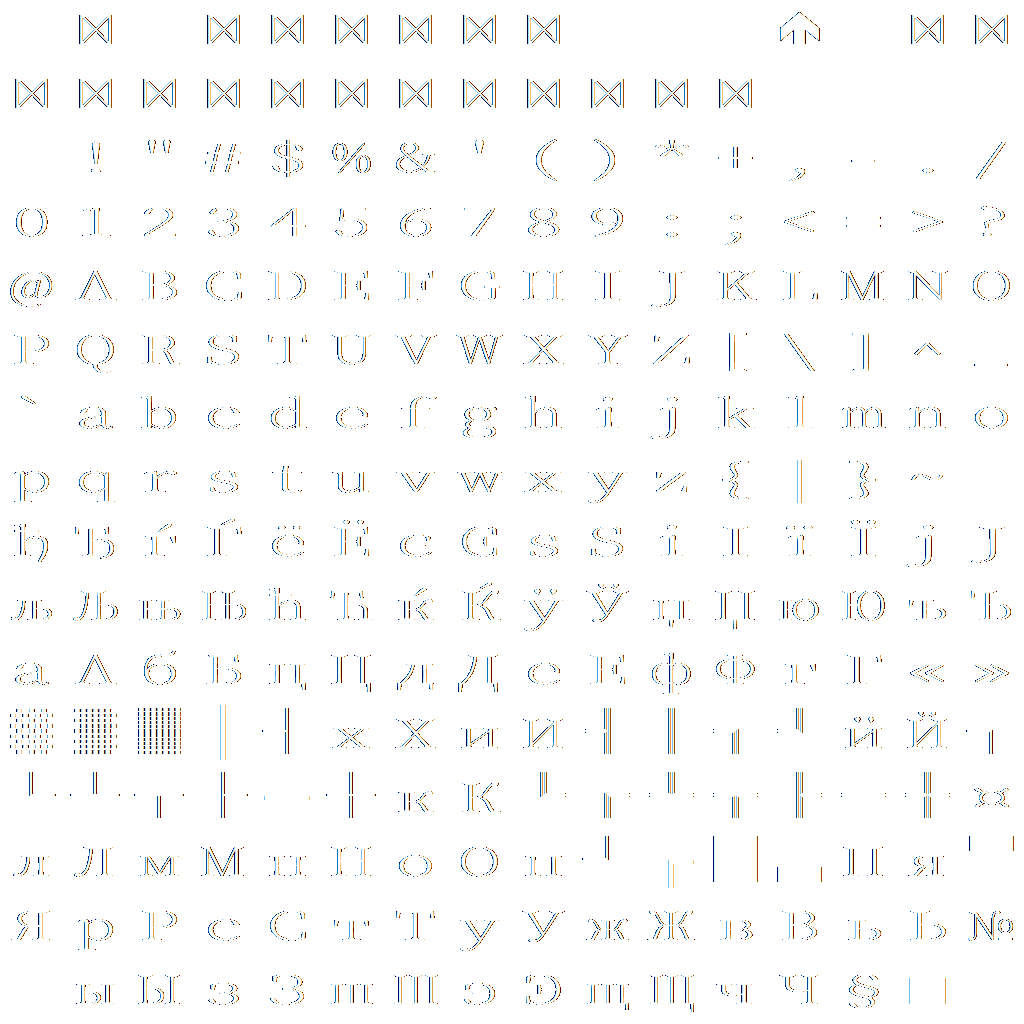 ! " # $ % & ' ( ) * + , - . /
0 1 2 3 4 5 6 7 8 9 : ; < = > ?
@ A B C D E F G H I J K L M N O
P Q R S T U V W X Y Z [ \ ] ^ _
` a b c d e f g h i j k l m n o
p q r s t u v w x y z { | } ~
ђ Ђ ѓ Ѓ ё Ё є Є ѕ Ѕ і І ї Ї ј Ј
љ Љ њ Њ ћ Ћ ќ Ќ ў Ў џ Џ ю Ю ъ Ъ
а А б Б ц Ц д Д е Е ф Ф г Г « »
░ ▒ ▓ │ ┤ х Х и И ╣ ║ ╗ ╝ й Й ┐
└ ┴ ┬ ├ ─ ┼ к К ╚ ╔ ╩ ╦ ╠ ═ ╬ ¤
л Л м М н Н о О п ┘ ┌ █ ▄ П я ▀
Я р Р с С т Т у У ж Ж в В ь Ь №
ы Ы з З ш Ш э Э щ Щ ч Ч § ■